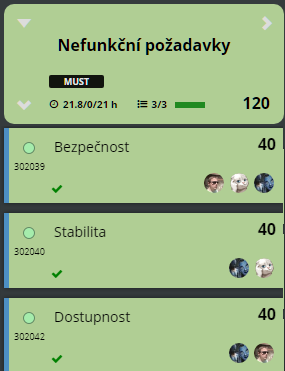 Nefunkční požadavky
MUST
21.8/0/21 h 3/3 120
Bezpečnost 40
302039
Stabilita 40
302040
Dostupnost 40
302042